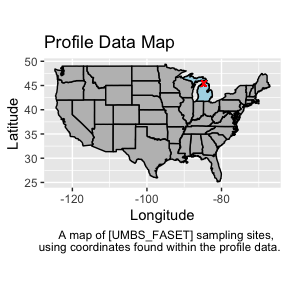 Profile Data Map
50
45
40
35
30
25
Latitude
-120
-100
-80
Longitude
A map of [UMBS_FASET] sampling sites,
using coordinates found within the profile data.